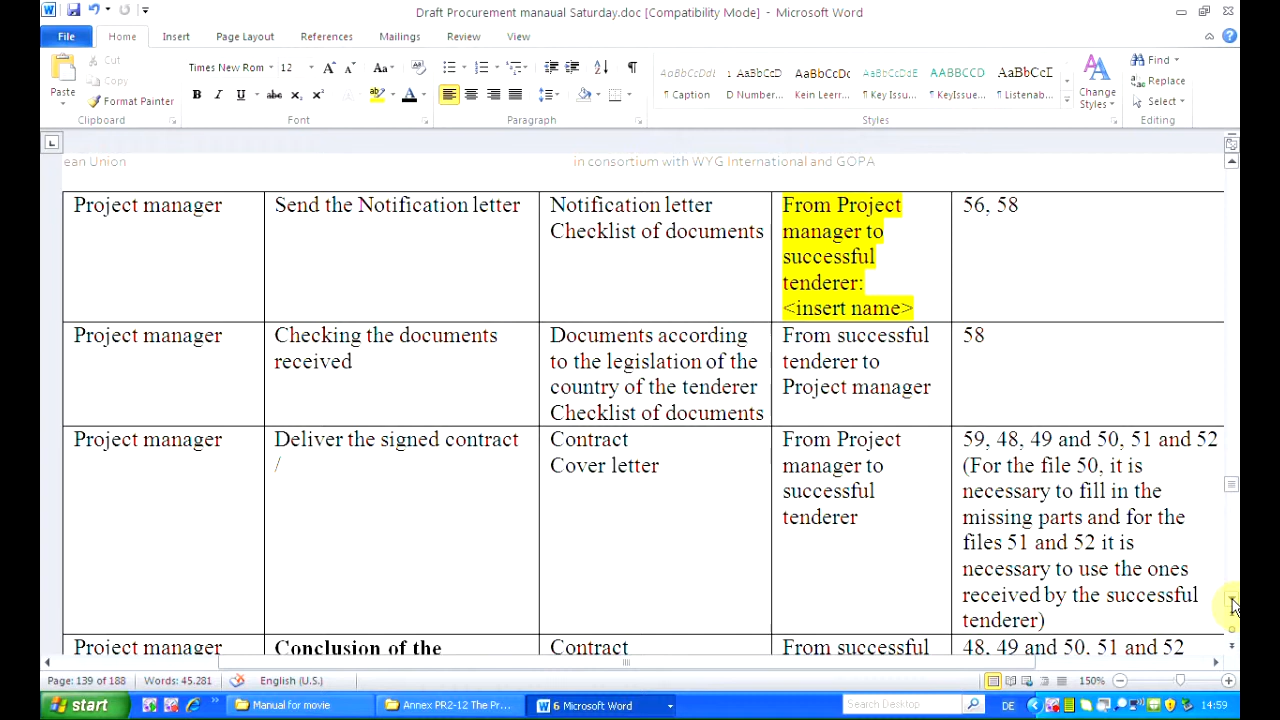 Draft Procurement manaual Saturday.doc [Compatibility Mode] - Microsoft Word
File Home Insert Page Layout References Mailings Review View
Cut
Copy
Format Painter
Paste
Clipboard
Times New Rom 12
Font
Paragraph
AaBbCcDdI AaBbCcD AaBbCcDc AaBbCcDdI AABBCCD AaBbCcE
¶ Caption D Number... Kein Leerr... ¶ Key Issu... ¶ KeyIssue... ¶ Listenab...
Change Styles
Styles
Find
Replace
Select
Editing
ean Union in consortium with WYG International and GOPA
Project manager
Send the Notification letter
Notification letter
Checklist of documents
From Project
manager to
successful
tenderer:
<insert name>
56, 58
Project manager
Checking the documents
received
Documents according
to the legislation of the
country of the tenderer
Checklist of documents
From successful
tenderer to
Project manager
58
Project manager
Deliver the signed contract
/
Contract
Cover letter
From Project
manager to
successful
tenderer
59, 48, 49 and 50, 51 and 52
(For the file 50, it is
necessary to fill in the
missing parts and for the
files 51 and 52 it is
necessary to use the ones
received by the successful
tenderer)
Project manager
Conclusion of the
Contract
From successful
48, 49 and 50, 51 and 52
Page: 139 of 188 Words: 45.281 English (U.S.) 150%
start Manual for movie Annex PR2-12 The Pr... 6 Microsoft Word Search Desktop DE 14:59